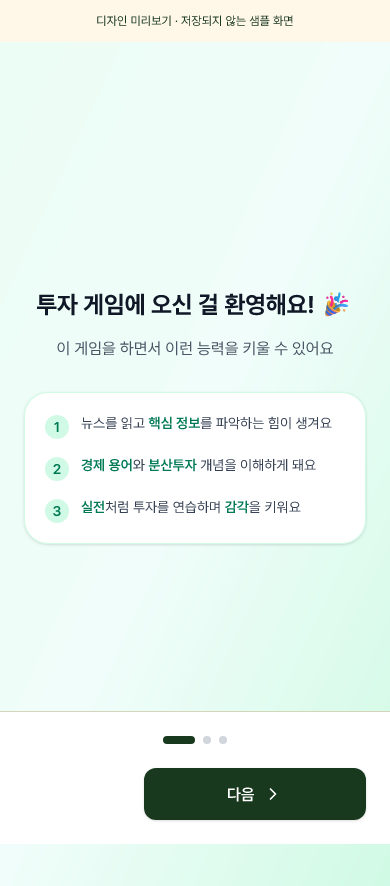 디자인 미리보기 · 저장되지 않는 샘플 화면
투자 게임에 오신 걸 환영해요! 🎉
이 게임을 하면서 이런 능력을 키울 수 있어요
1 뉴스를 읽고 핵심 정보를 파악하는 힘이 생겨요
2 경제 용어와 분산투자 개념을 이해하게 돼요
3 실전처럼 투자를 연습하며 감각을 키워요
다음